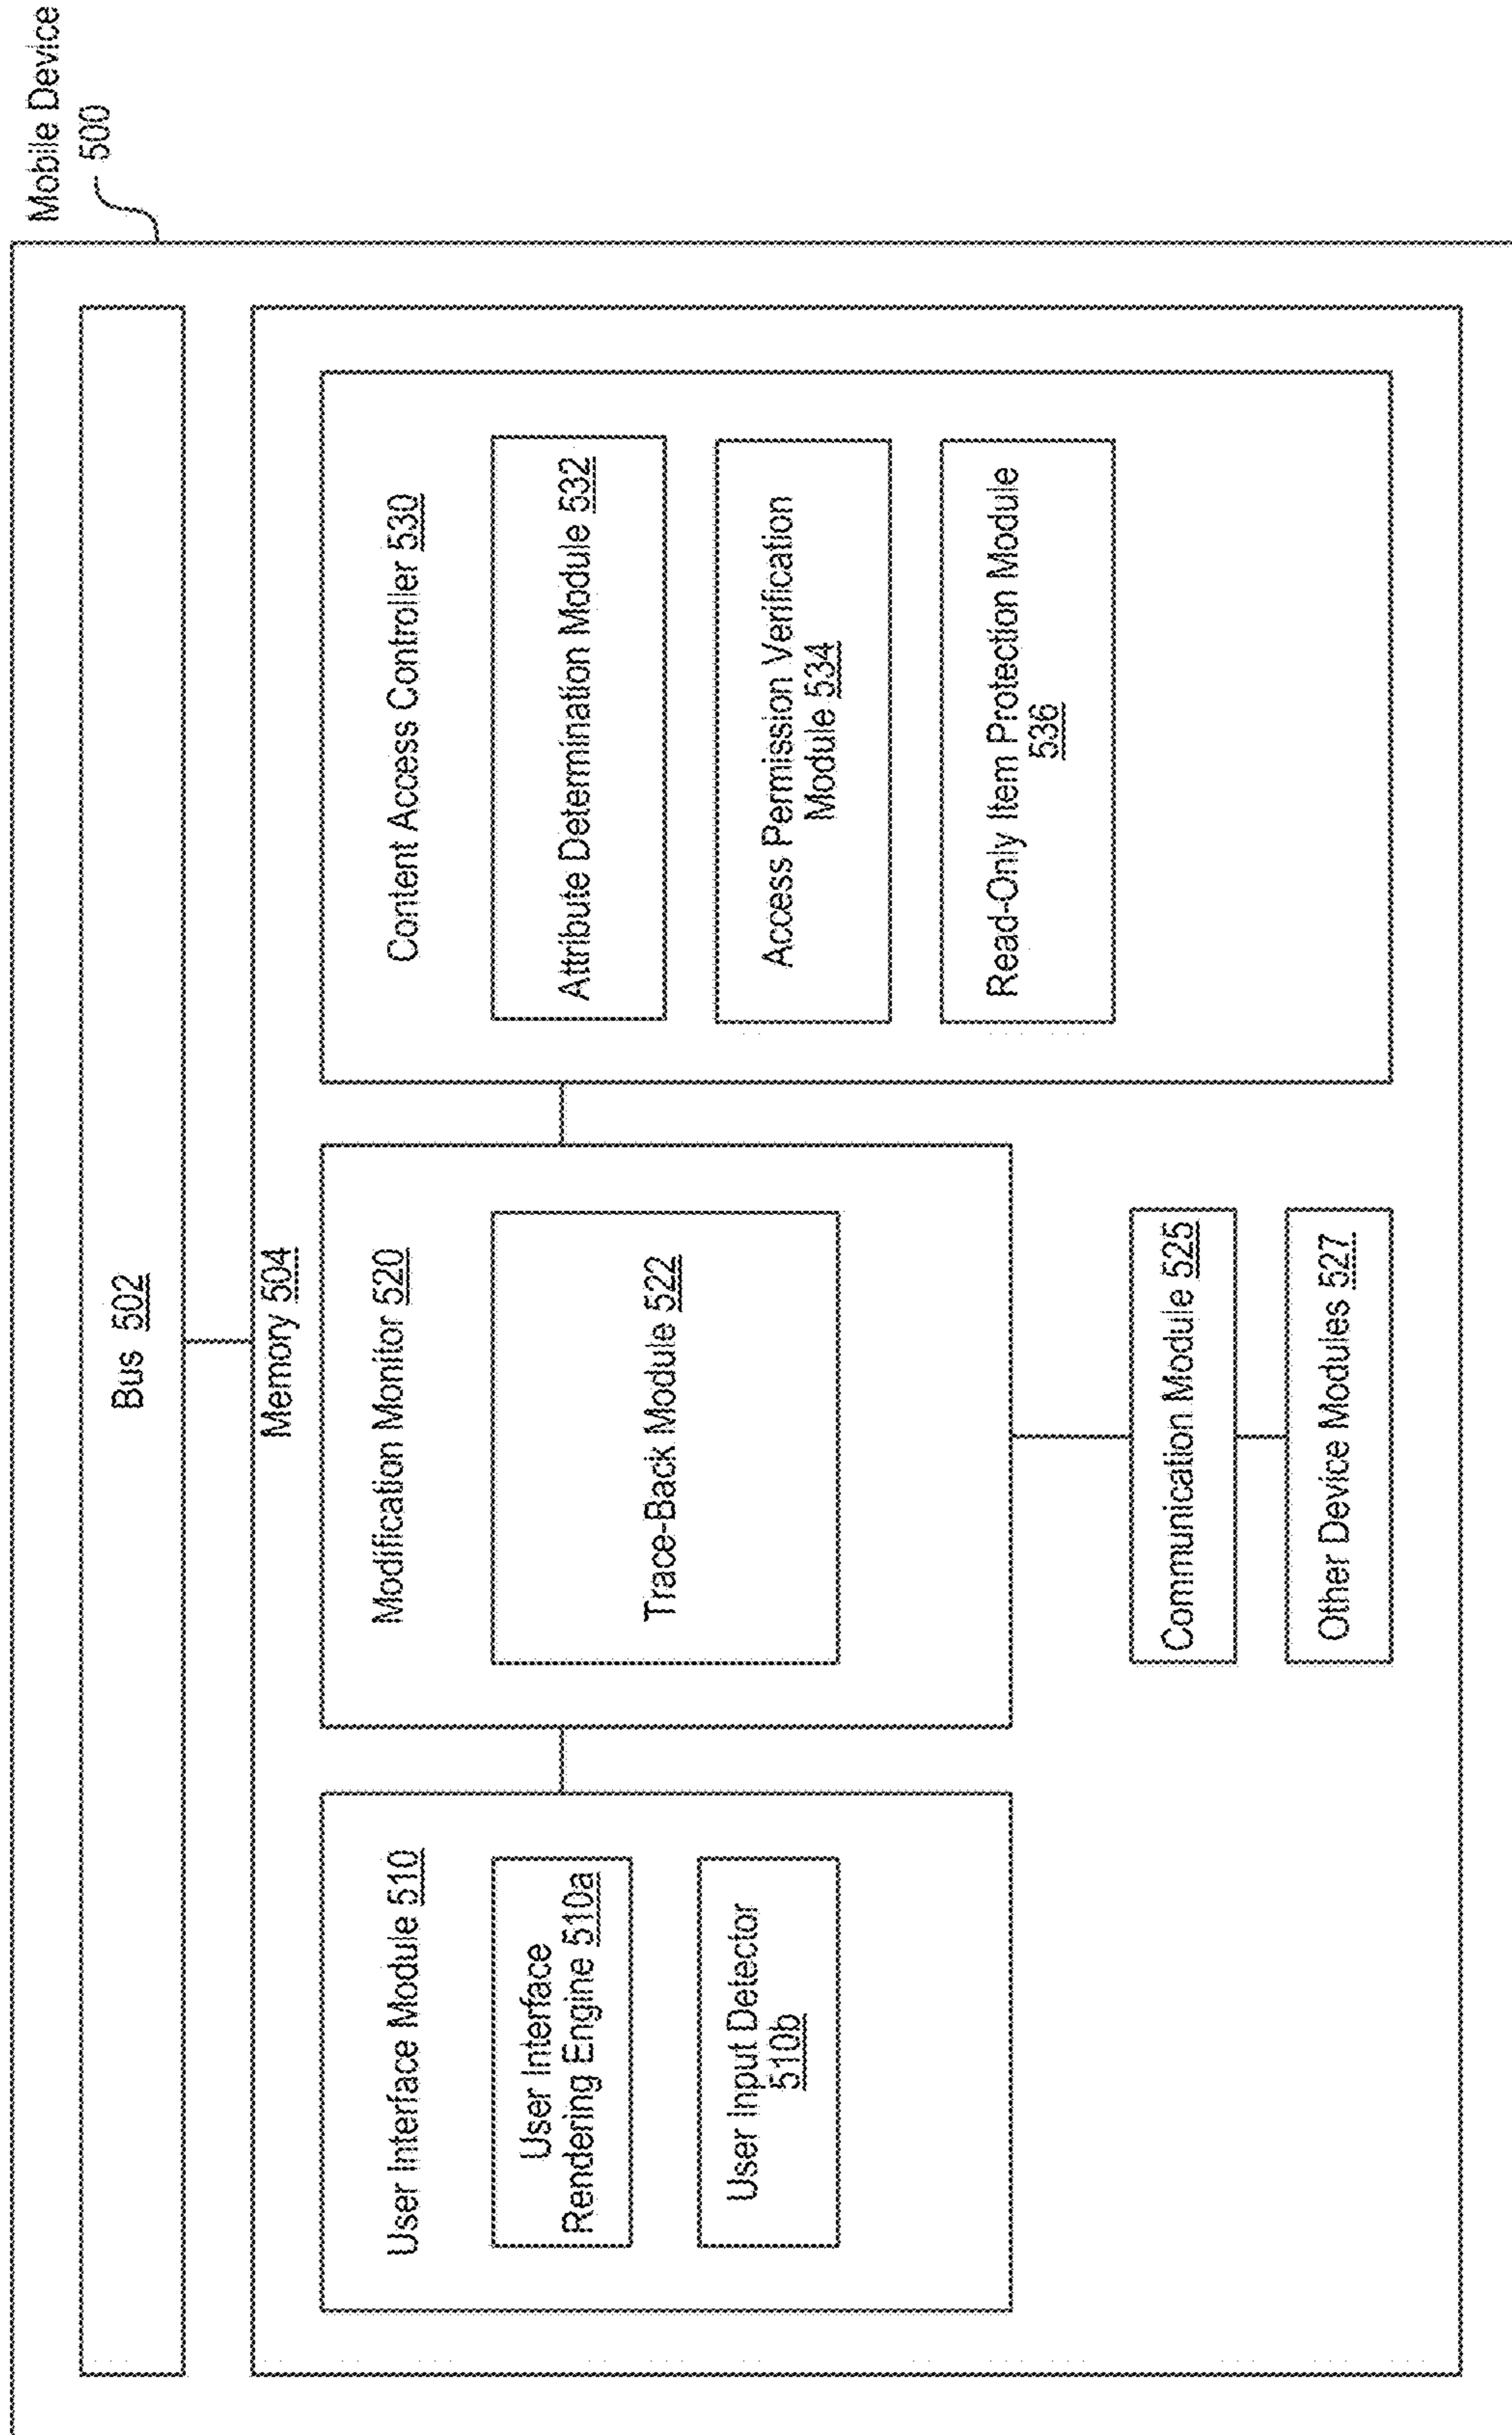 Mobile Device
500
Bus 502
Memory 504
User Interface Module 510
User Interface
Rendering Engine 510a
User Input Detector
510b
Modification Monitor 520
Trace-Back Module 522
Communication Module 525
Other Device Modules 527
Content Access Controller 530
Attribute Determination Module 532
Access Permission Verification
Module 534
Read-Only Item Protection Module
536